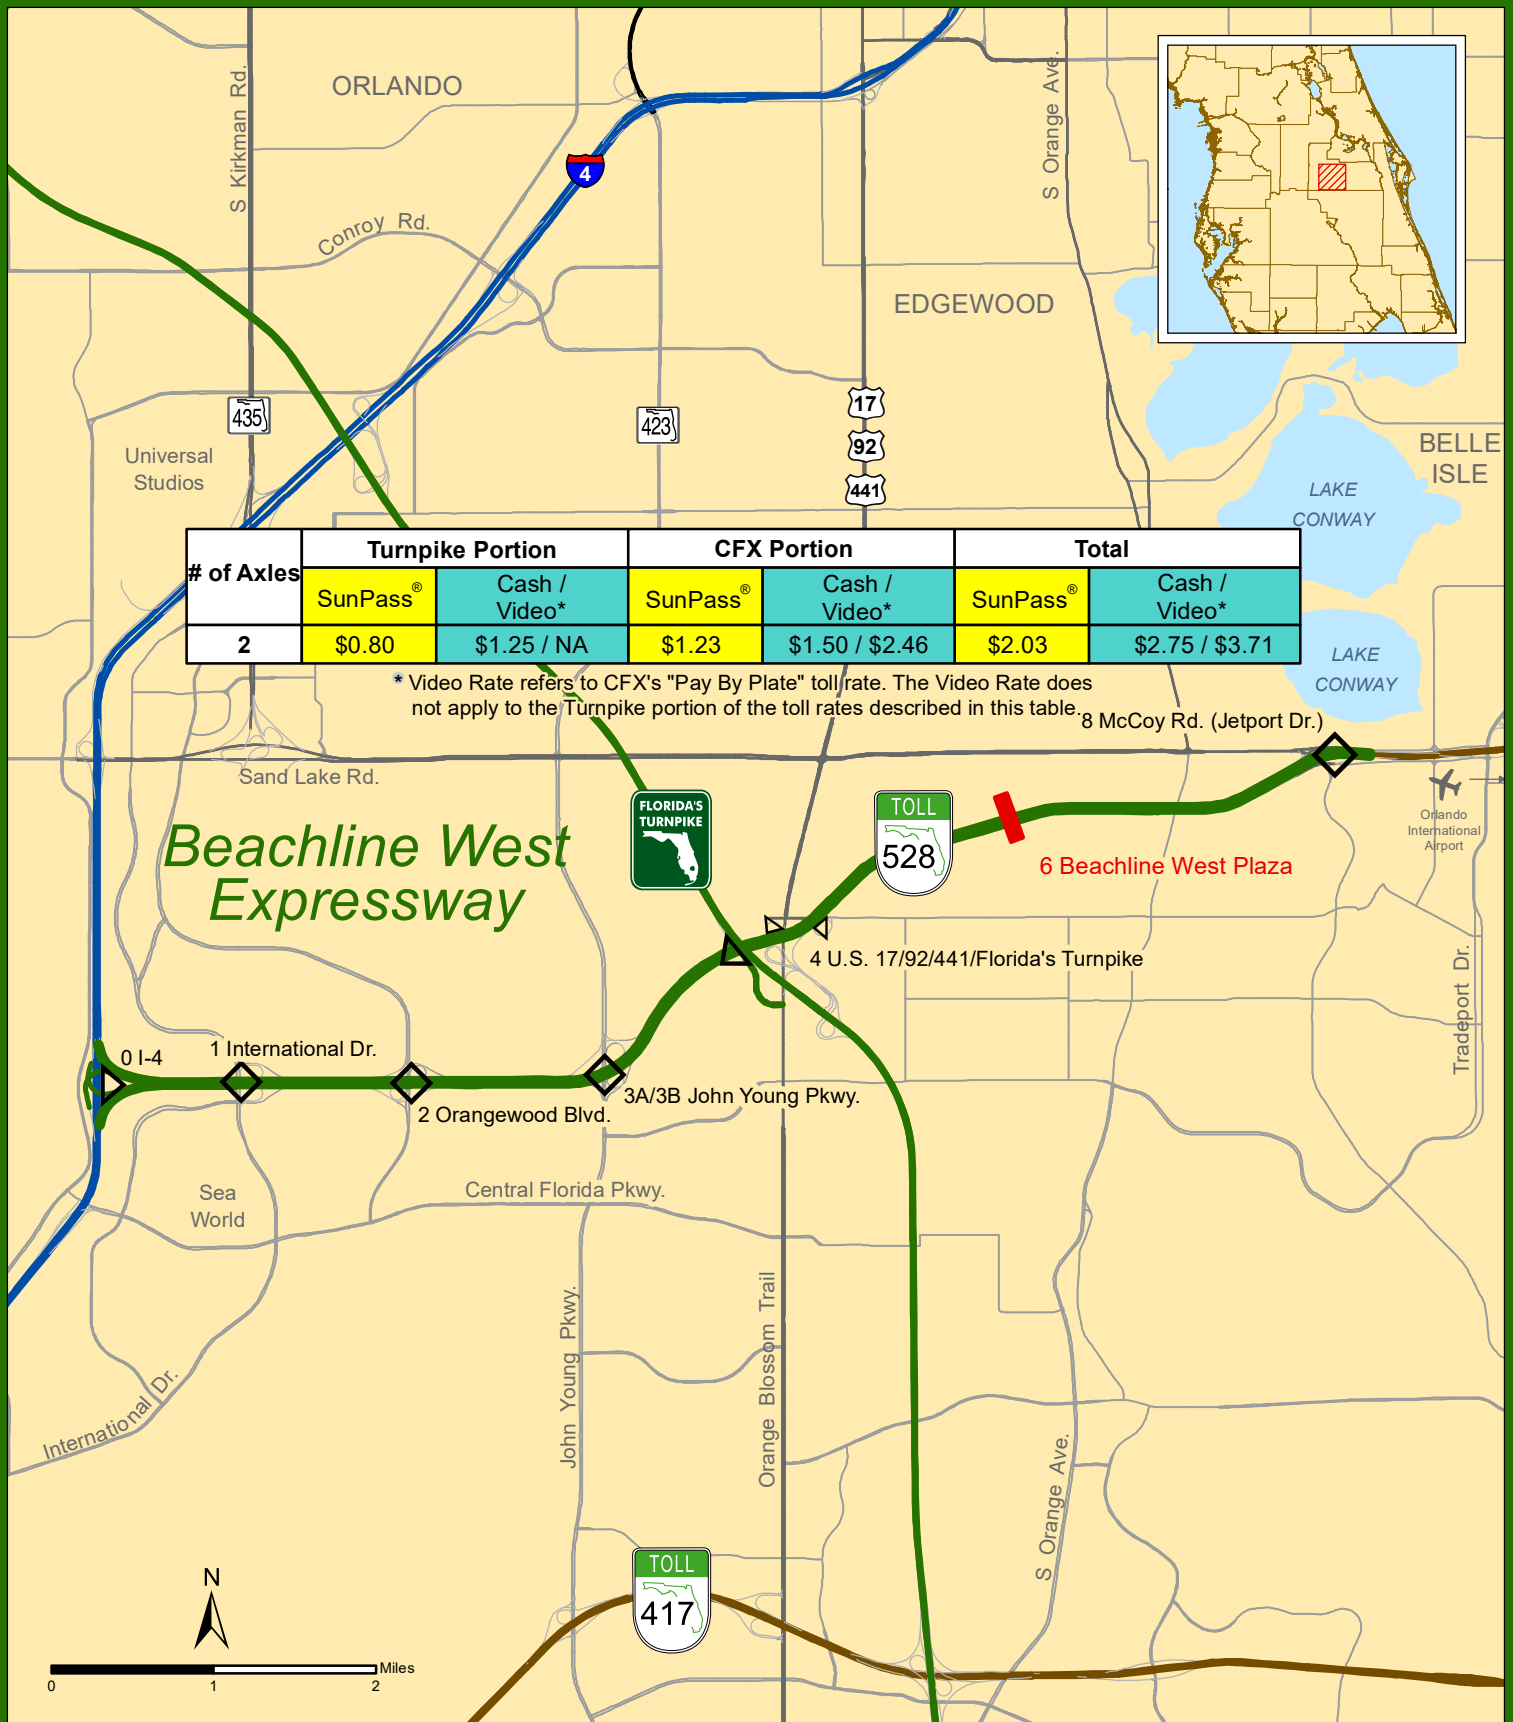 S Kirkman Rd.
ORLANDO
S Orange Ave.
4
Conroy Rd.
EDGEWOOD
435
423
17
92
441
BELLE
ISLE
Universal
Studios
LAKE
CONWAY
# of Axles
Turnpike Portion
CFX Portion
Total
SunPass®
Cash /
Video*
SunPass®
Cash /
Video*
SunPass®
Cash /
Video*
2
$0.80
$1.25 / NA
$1.23
$1.50 / $2.46
$2.03
$2.75 / $3.71
LAKE
CONWAY
* Video Rate refers to CFX's "Pay By Plate" toll rate. The Video Rate does
not apply to the Turnpike portion of the toll rates described in this table.
8 McCoy Rd. (Jetport Dr.)
Sand Lake Rd.
FLORIDA'S
TURNPIKE
TOLL
528
Orlando
International
Airport
Beachline West
Expressway
6 Beachline West Plaza
4 U.S. 17/92/441/Florida's Turnpike
Tradeport Dr.
0 I-4
1 International Dr.
2 Orangewood Blvd.
3A/3B John Young Pkwy.
Sea
World
Central Florida Pkwy.
John Young Pkwy.
Orange Blossom Trail
International Dr.
S Orange Ave.
TOLL
417
N
Miles
0
1
2